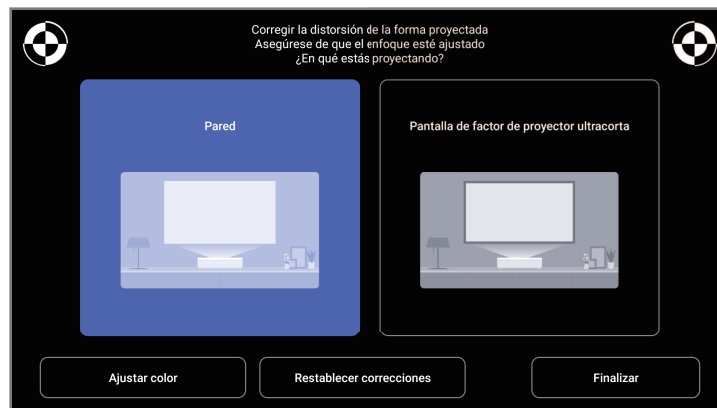 Corregir la distorsión de la forma proyectada
Asegúrese de que el enfoque esté ajustado
¿En qué estás proyectando?
Pared
Pantalla de factor de proyector ultracorta
Ajustar color
Restablecer correcciones
Finalizar